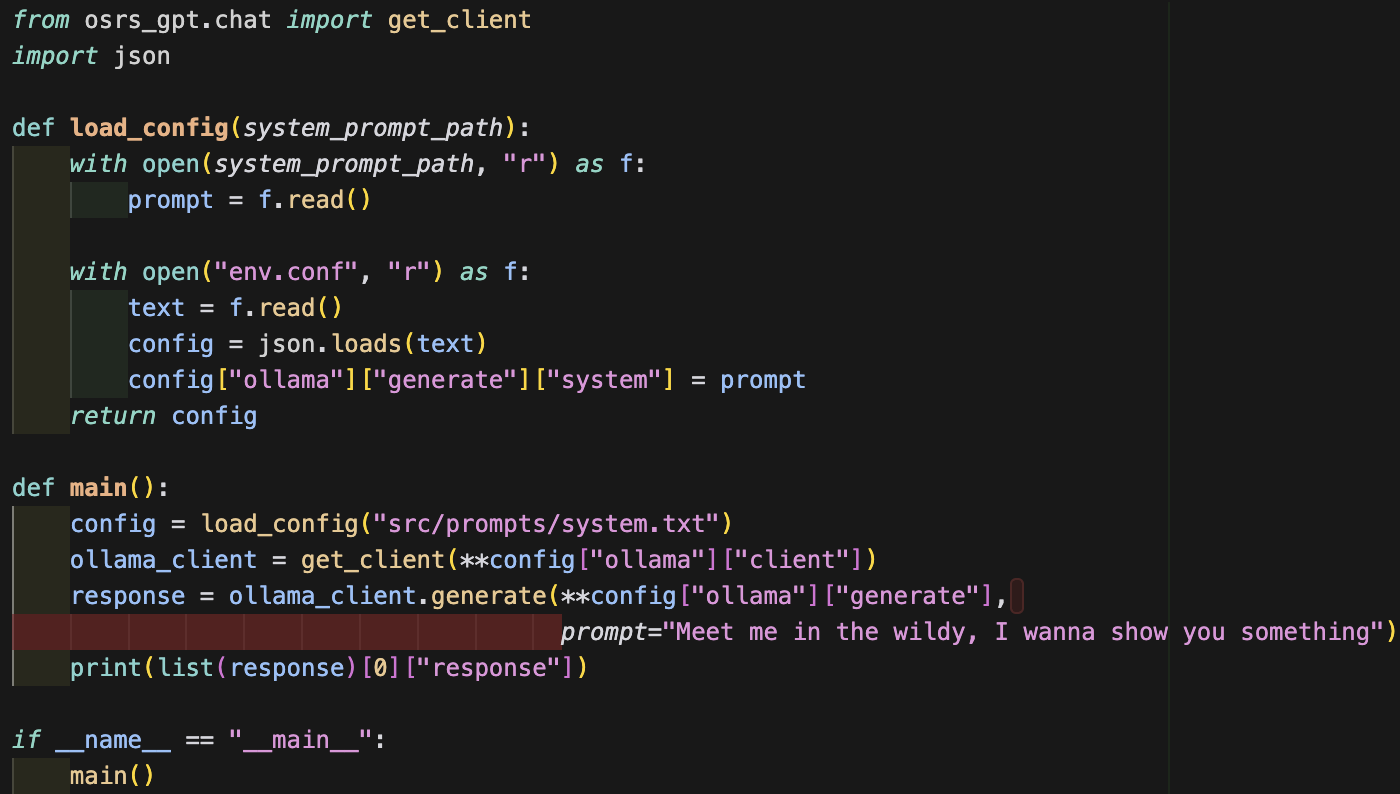 from osrs_gpt.chat import get_client
import json

def load_config(system_prompt_path):
    with open(system_prompt_path, "r") as f:
        prompt = f.read()

    with open("env.conf", "r") as f:
        text = f.read()
        config = json.loads(text)
        config["ollama"]["generate"]["system"] = prompt
    return config

def main():
    config = load_config("src/prompts/system.txt")
    ollama_client = get_client(**config["ollama"]["client"])
    response = ollama_client.generate(**config["ollama"]["generate"],
                                      prompt="Meet me in the wildy, I wanna show you something")
    print(list(response)[0]["response"])

if __name__ == "__main__":
    main()